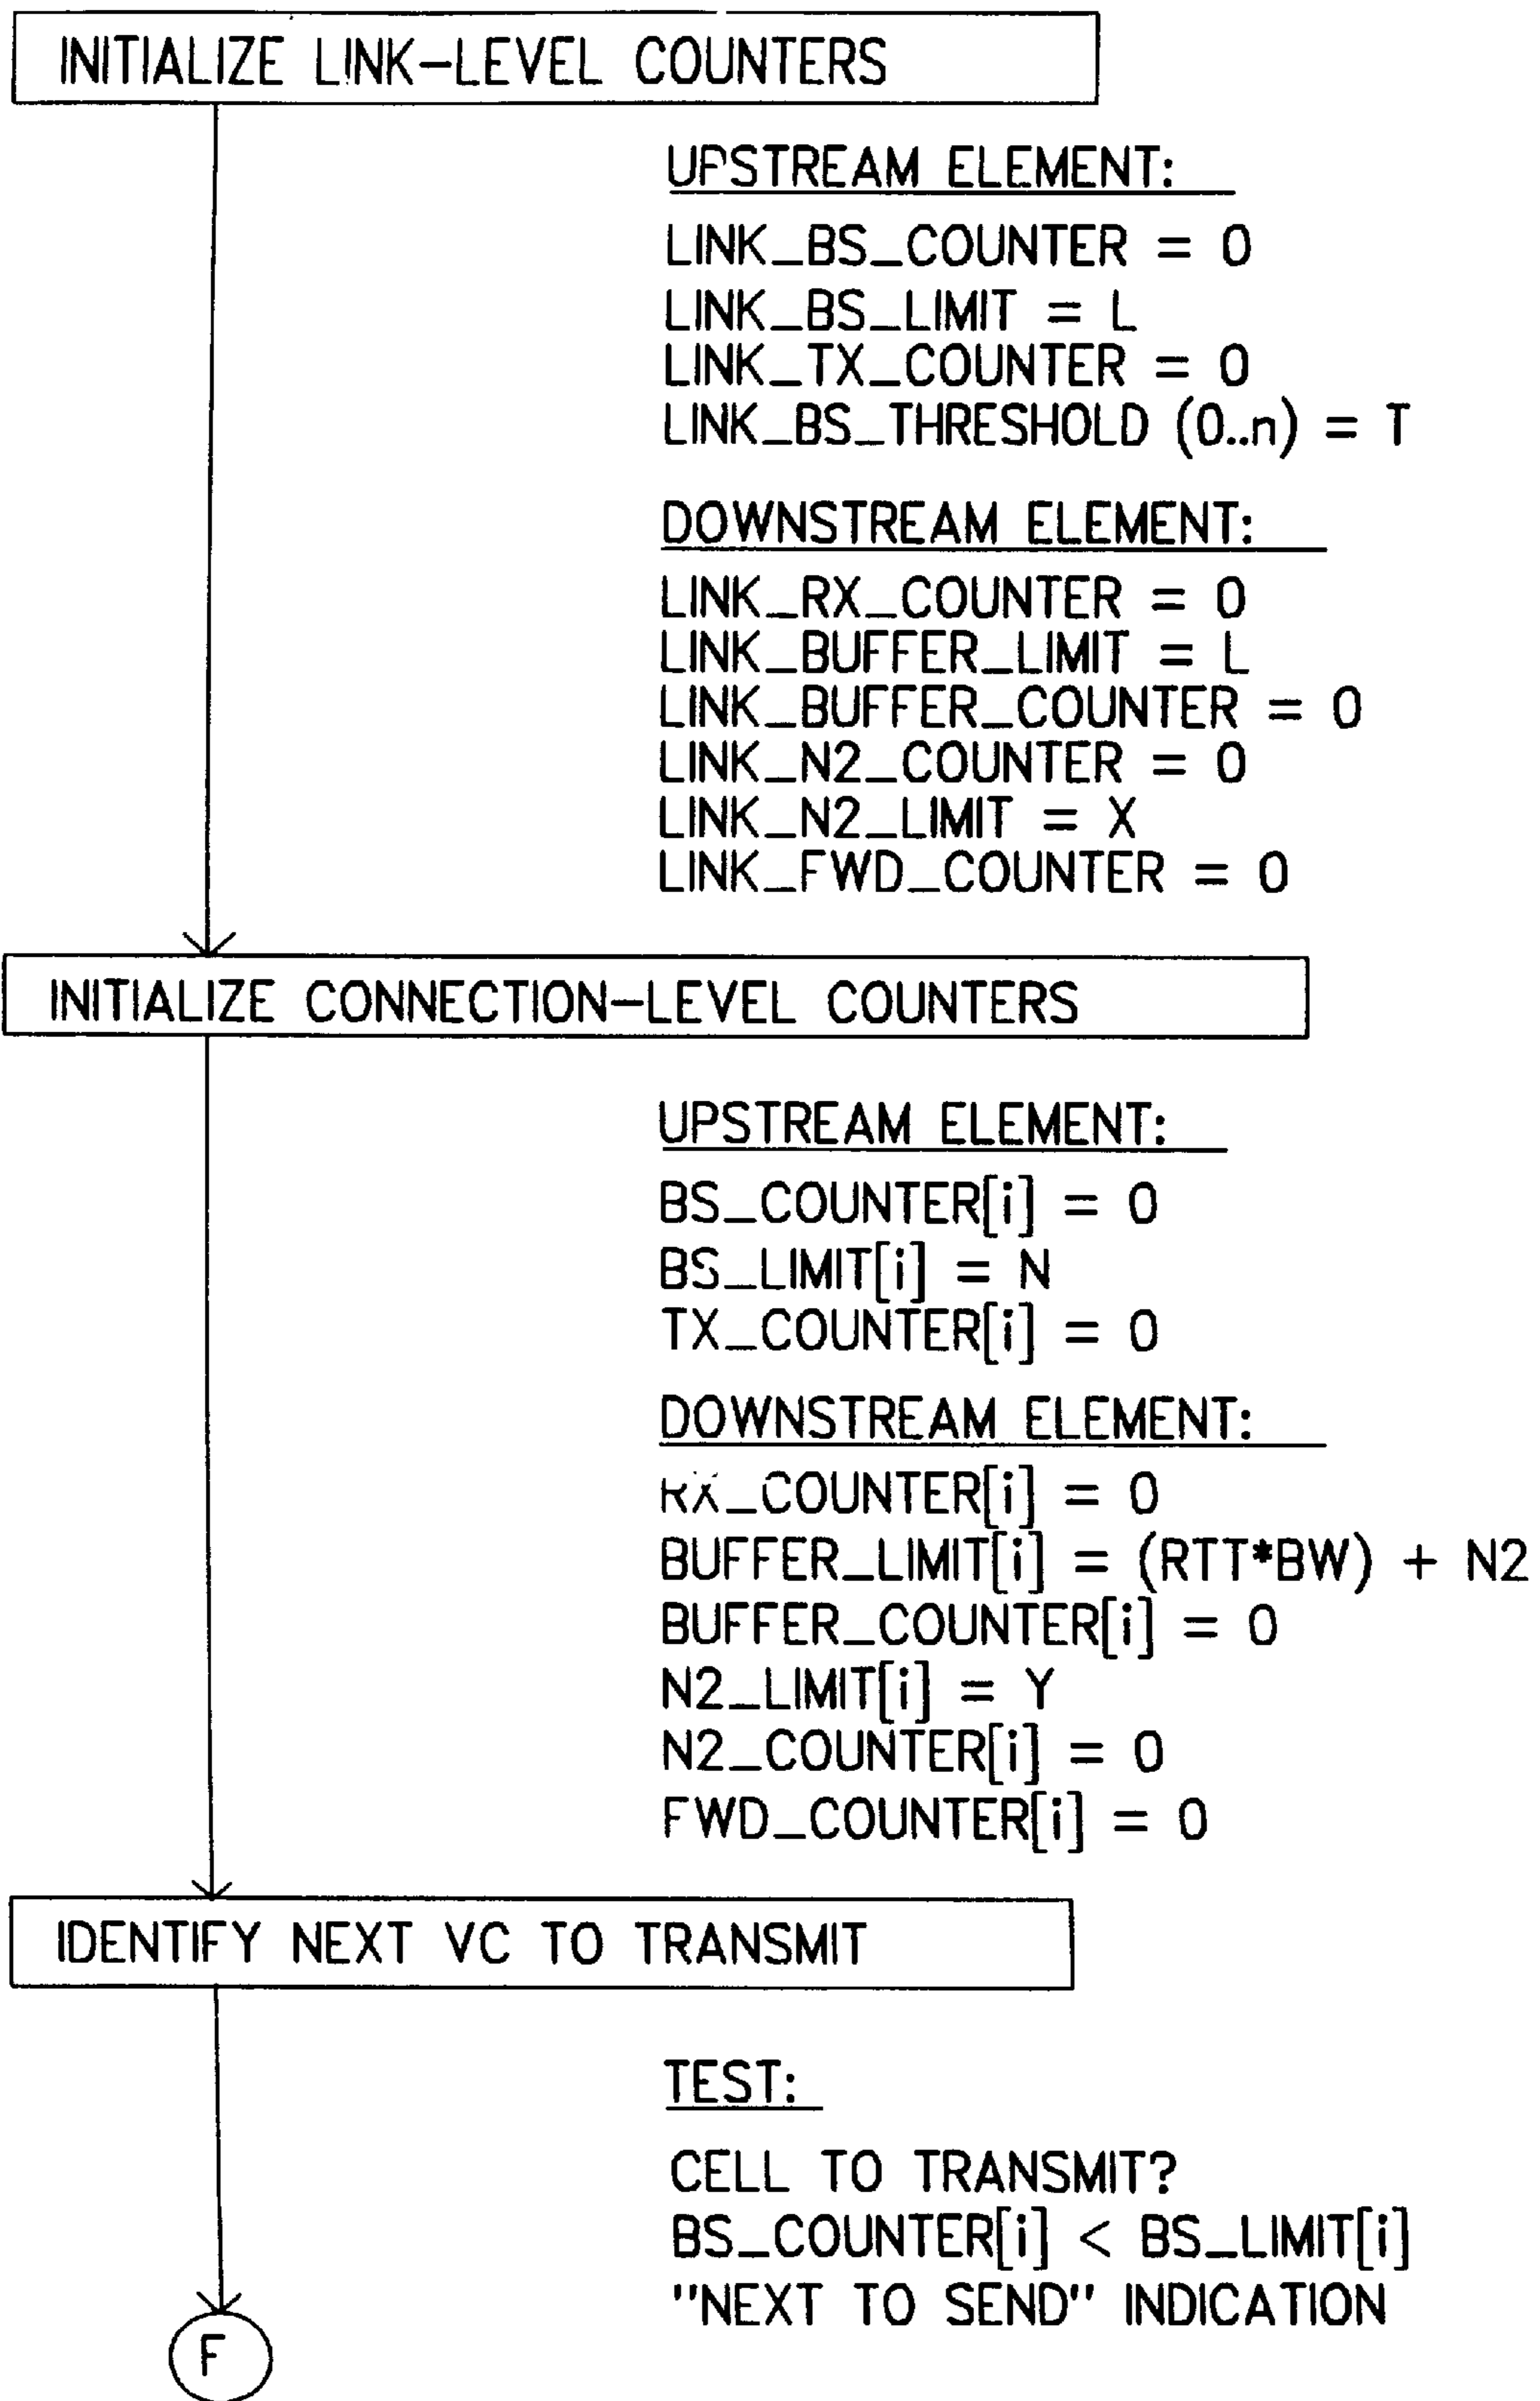 INITIALIZE LINK-LEVEL COUNTERS
UPSTREAM ELEMENT:
LINK_BS_COUNTER = 0
LINK_BS_LIMIT = L
LINK_TX_COUNTER = 0
LINK_BS_THRESHOLD (0..n) = T
DOWNSTREAM ELEMENT:
LINK_RX_COUNTER = 0
LINK_BUFFER_LIMIT = L
LINK_BUFFER_COUNTER = 0
LINK_N2_COUNTER = 0
LINK_N2_LIMIT = X
LINK_FWD_COUNTER = 0
INITIALIZE CONNECTION-LEVEL COUNTERS
UPSTREAM ELEMENT:
BS_COUNTER[i] = 0
BS_LIMIT[i] = N
TX_COUNTER[i] = 0
DOWNSTREAM ELEMENT:
RX_COUNTER[i] = 0
BUFFER_LIMIT[i] = (RTT*BW) + N2
BUFFER_COUNTER[i] = 0
N2_LIMIT[i] = Y
N2_COUNTER[i] = 0
FWD_COUNTER[i] = 0
IDENTIFY NEXT VC TO TRANSMIT
TEST:
CELL TO TRANSMIT?
BS_COUNTER[i] < BS_LIMIT[i]
"NEXT TO SEND" INDICATION
F